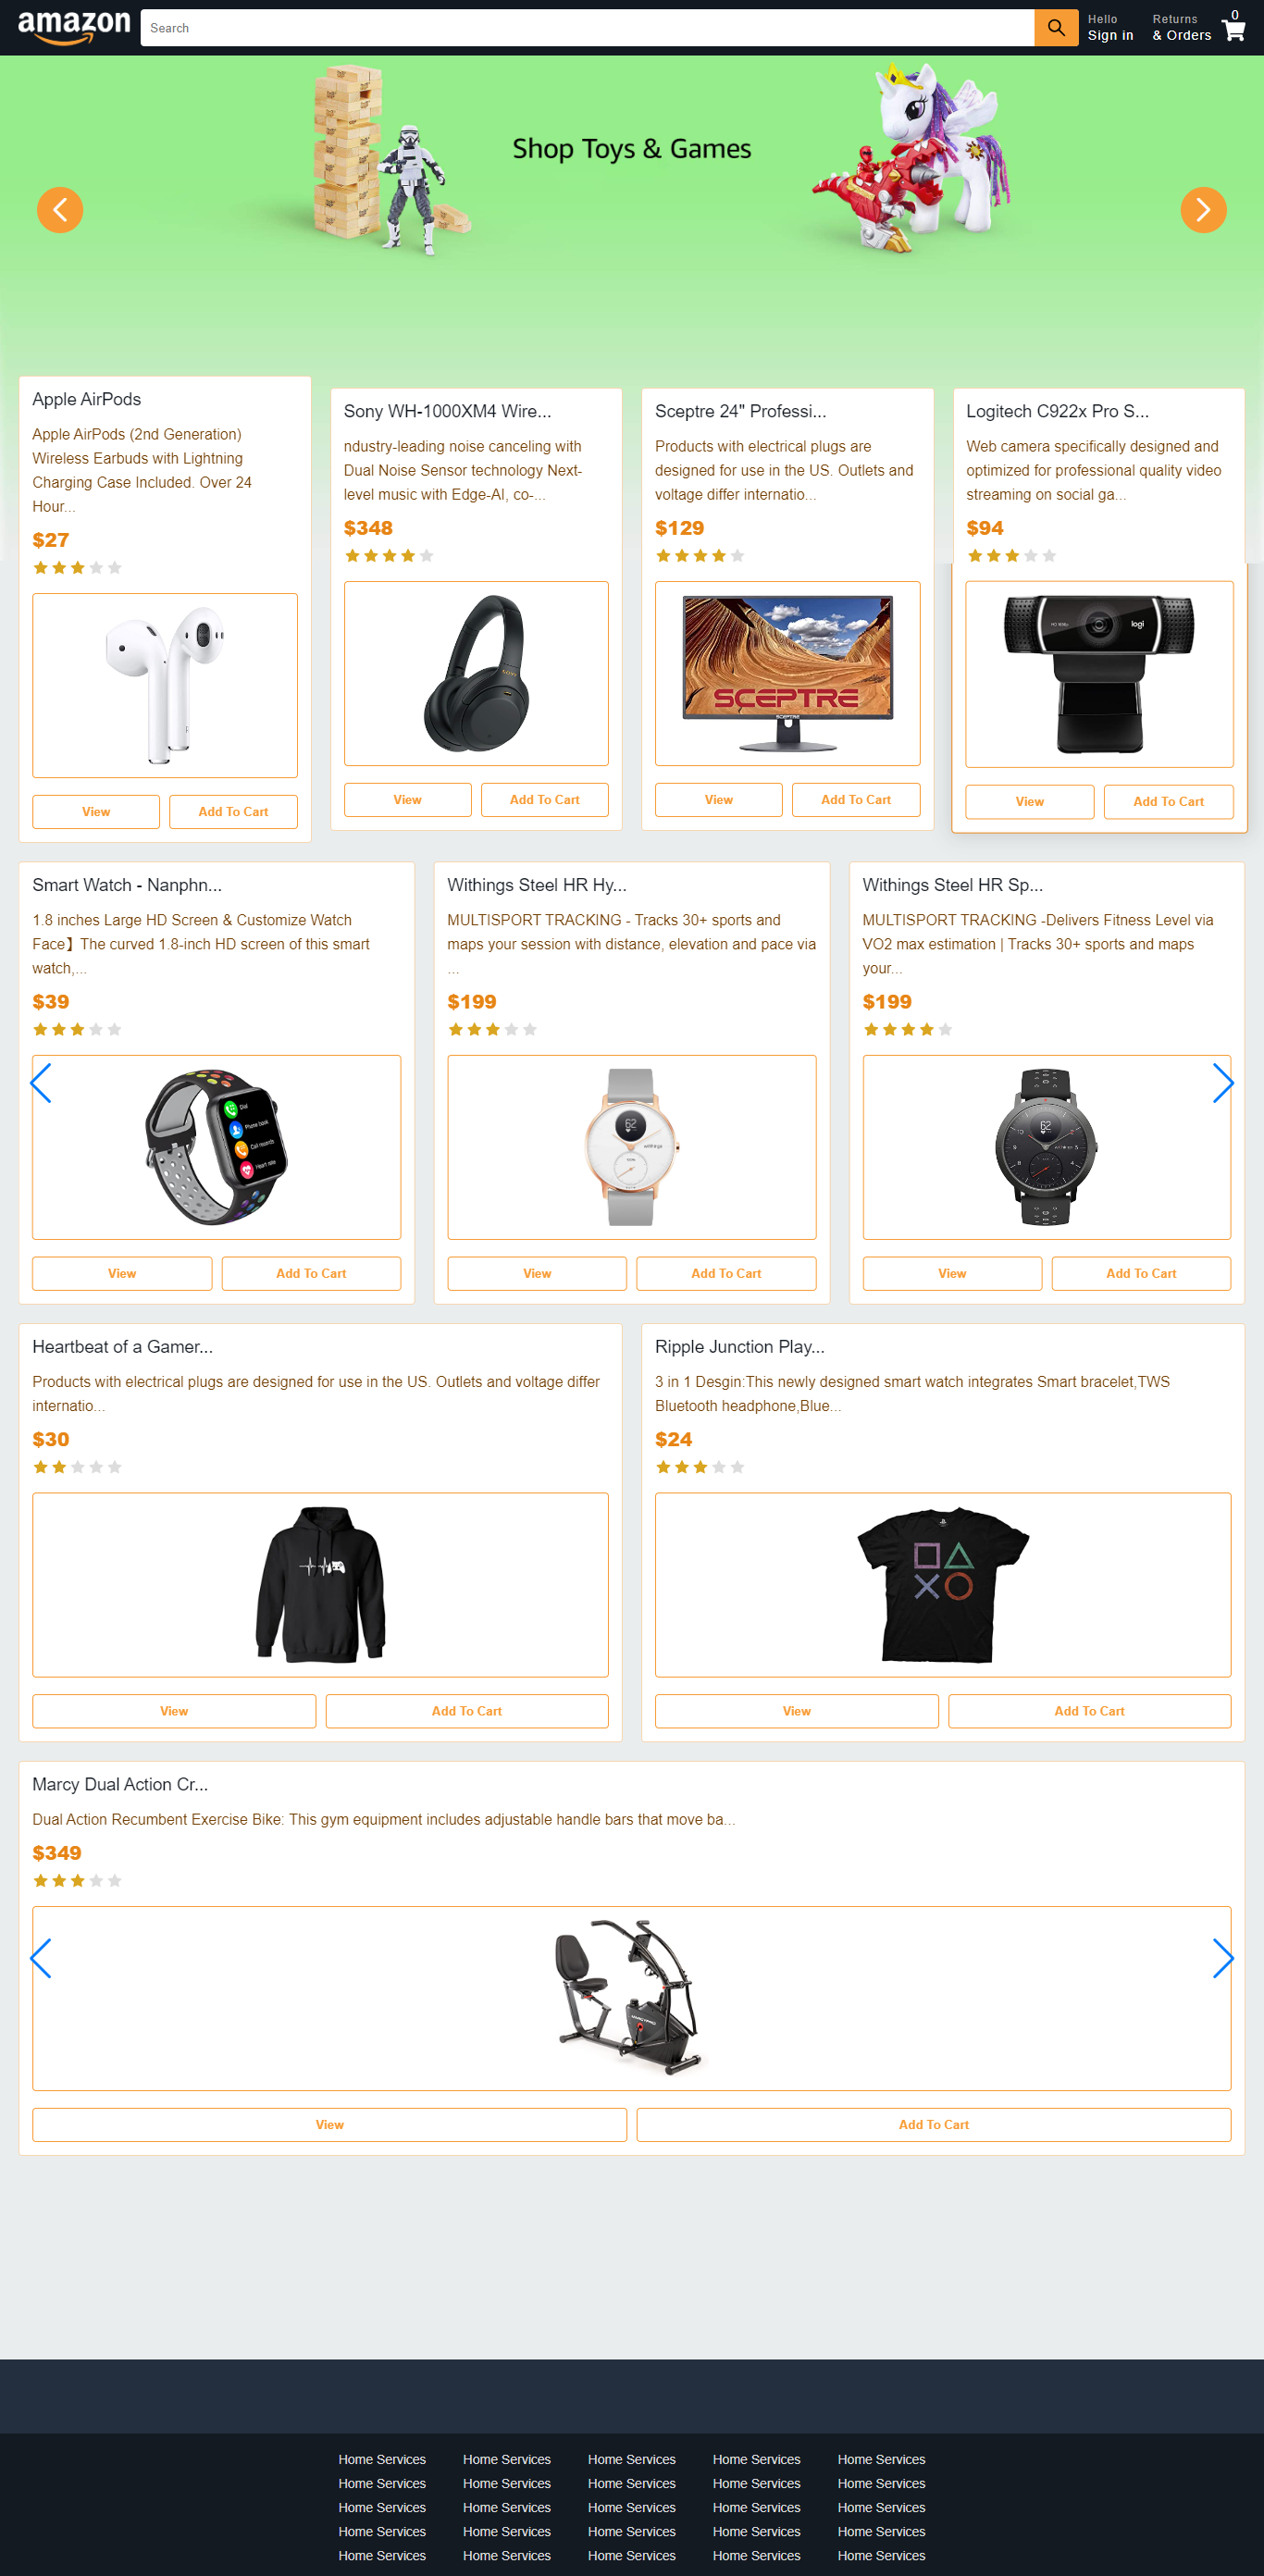 amazon
Search
Hello
Sign in
Returns
& Orders
0
Shop Toys & Games
Apple AirPods
Apple AirPods (2nd Generation)
Wireless Earbuds with Lightning
Charging Case Included. Over 24
Hour...
$27
View
Add To Cart
Sony WH-1000XM4 Wire...
ndustry-leading noise canceling with
Dual Noise Sensor technology Next-
level music with Edge-AI, co-...
$348
SONY
View
Add To Cart
Sceptre 24" Professi...
Products with electrical plugs are
designed for use in the US. Outlets and
voltage differ internatio...
$129
SCEPTRE
SCEPTRE
View
Add To Cart
Logitech C922x Pro S...
Web camera specifically designed and
optimized for professional quality video
streaming on social ga...
$94
HD 1080p
logi
View
Add To Cart
Smart Watch - Nanphn...
1.8 inches Large HD Screen & Customize Watch
Face】The curved 1.8-inch HD screen of this smart
watch,...
$39
Dial
Phone book
Call records
Heart rate
View
Add To Cart
Withings Steel HR Hy...
MULTISPORT TRACKING - Tracks 30+ sports and
maps your session with distance, elevation and pace via
...
$199
62
View
Add To Cart
Withings Steel HR Sp...
MULTISPORT TRACKING -Delivers Fitness Level via
VO2 max estimation | Tracks 30+ sports and maps
your...
$199
62
View
Add To Cart
Heartbeat of a Gamer...
Products with electrical plugs are designed for use in the US. Outlets and voltage differ
internatio...
$30
View
Add To Cart
Ripple Junction Play...
3 in 1 Desgin:This newly designed smart watch integrates Smart bracelet,TWS
Bluetooth headphone,Blue...
$24
View
Add To Cart
Marcy Dual Action Cr...
Dual Action Recumbent Exercise Bike: This gym equipment includes adjustable handle bars that move ba...
$349
View
Add To Cart
Home Services Home Services Home Services Home Services Home Services
Home Services Home Services Home Services Home Services Home Services
Home Services Home Services Home Services Home Services Home Services
Home Services Home Services Home Services Home Services Home Services
Home Services Home Services Home Services Home Services Home Services